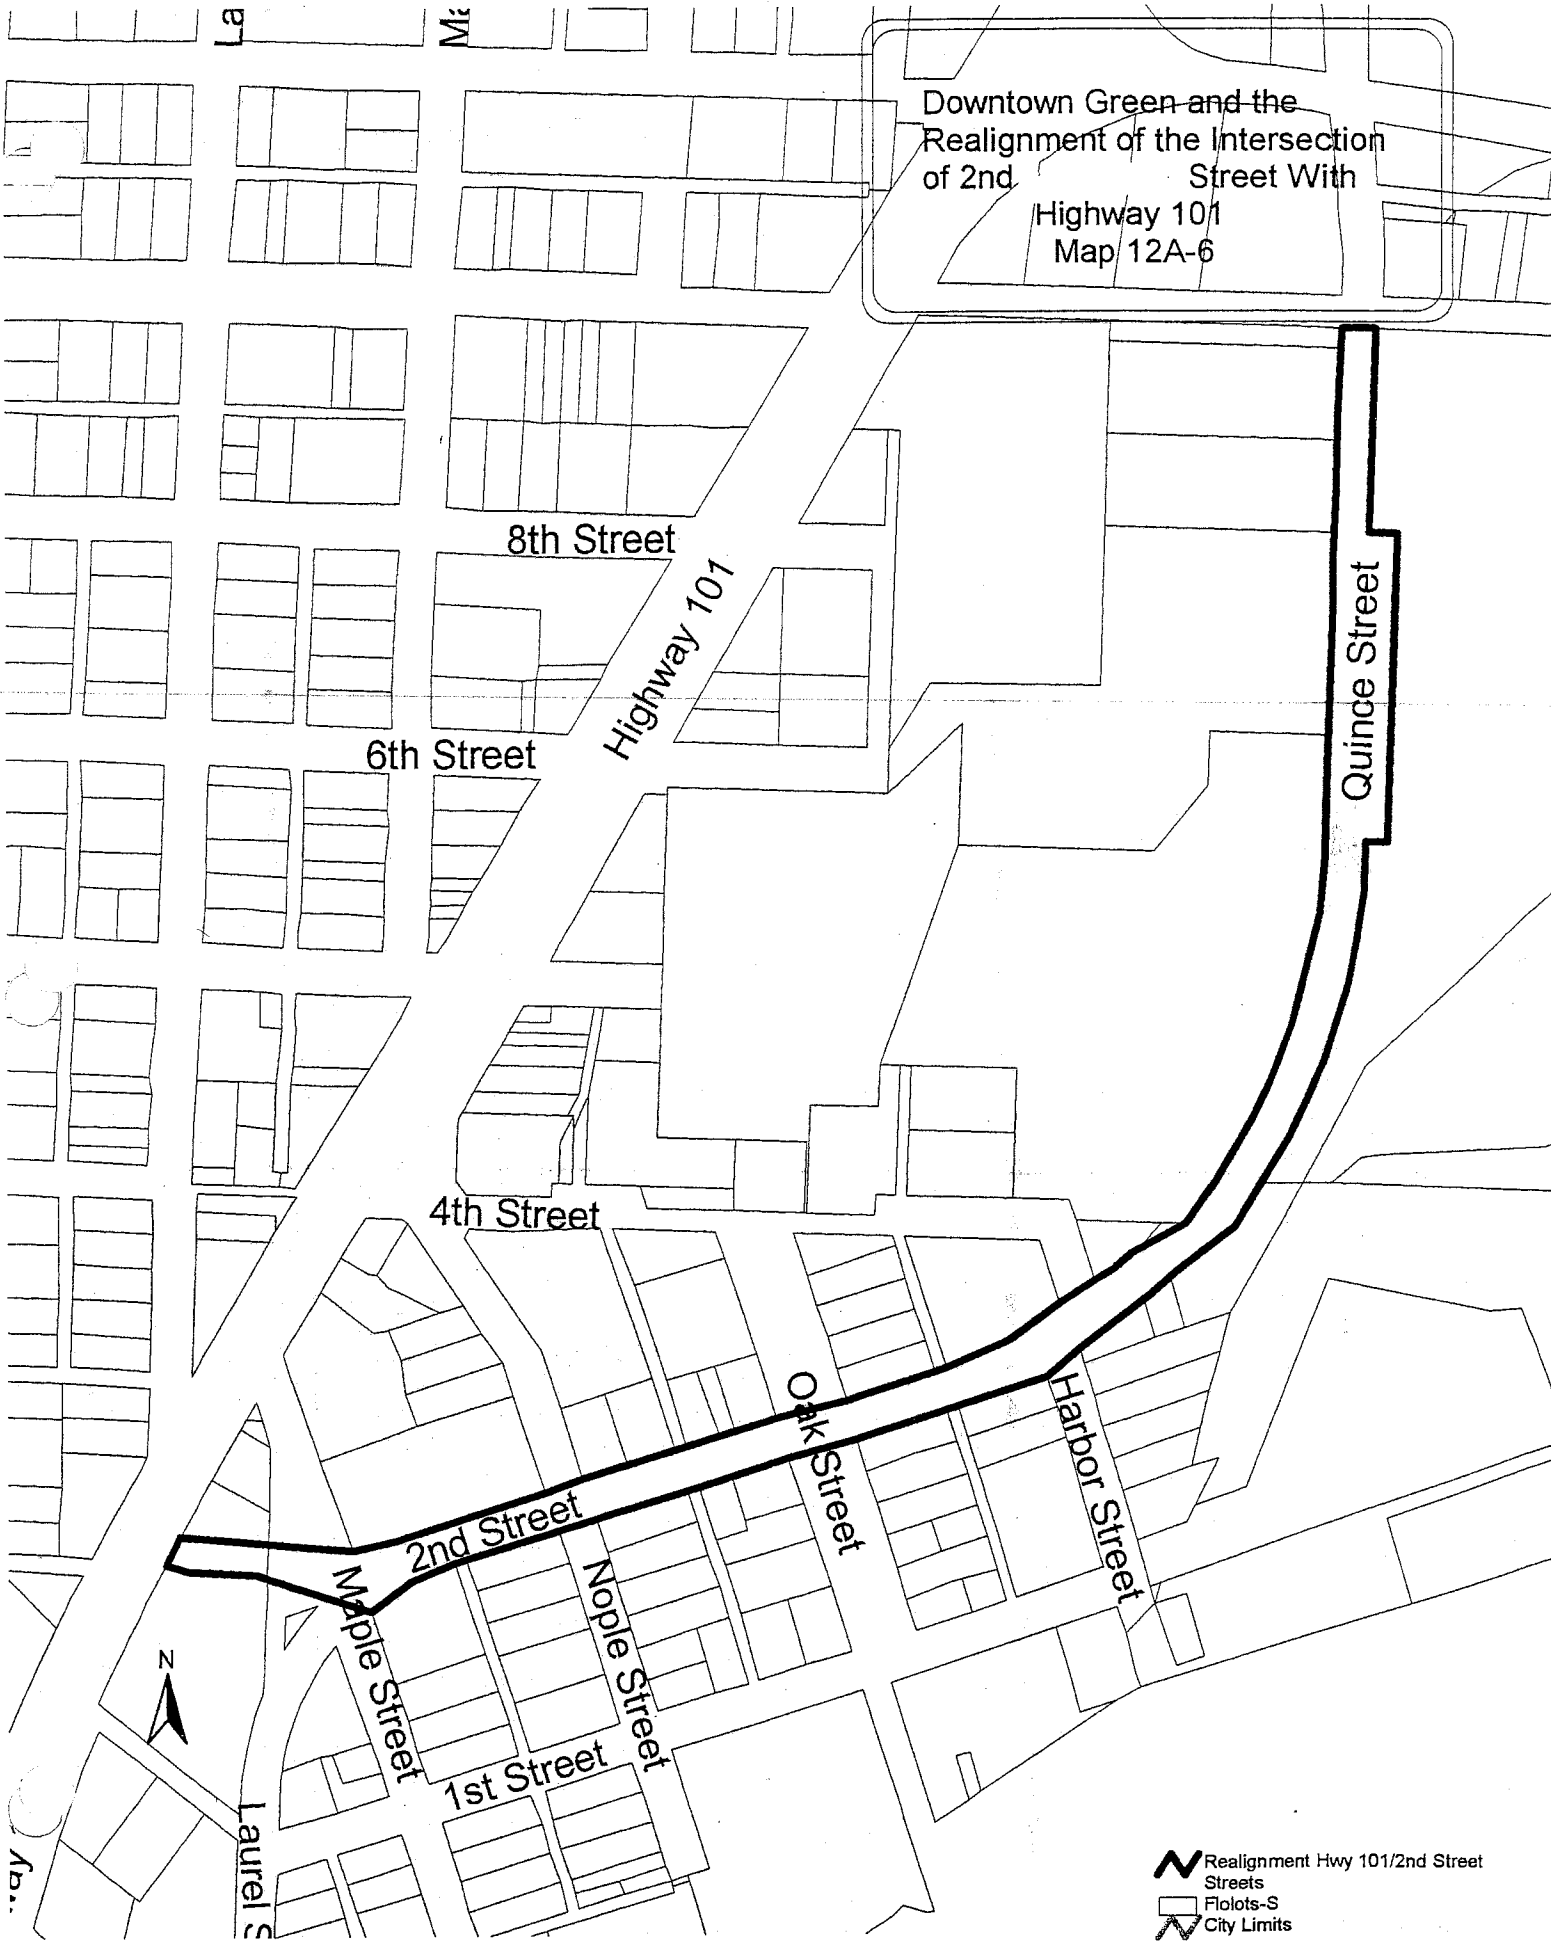 La
Ma
Downtown Green and the
Realignment of the Intersection
of 2nd Street With
Highway 101
Map 12A-6
8th Street
Highway 101
Quince Street
6th Street
4th Street
Oak Street
Harbor Street
2nd Street
Maple Street
Nople Street
N
1st Street
Laurel S
Realignment Hwy 101/2nd Street
Streets
Flolots-S
City Limits